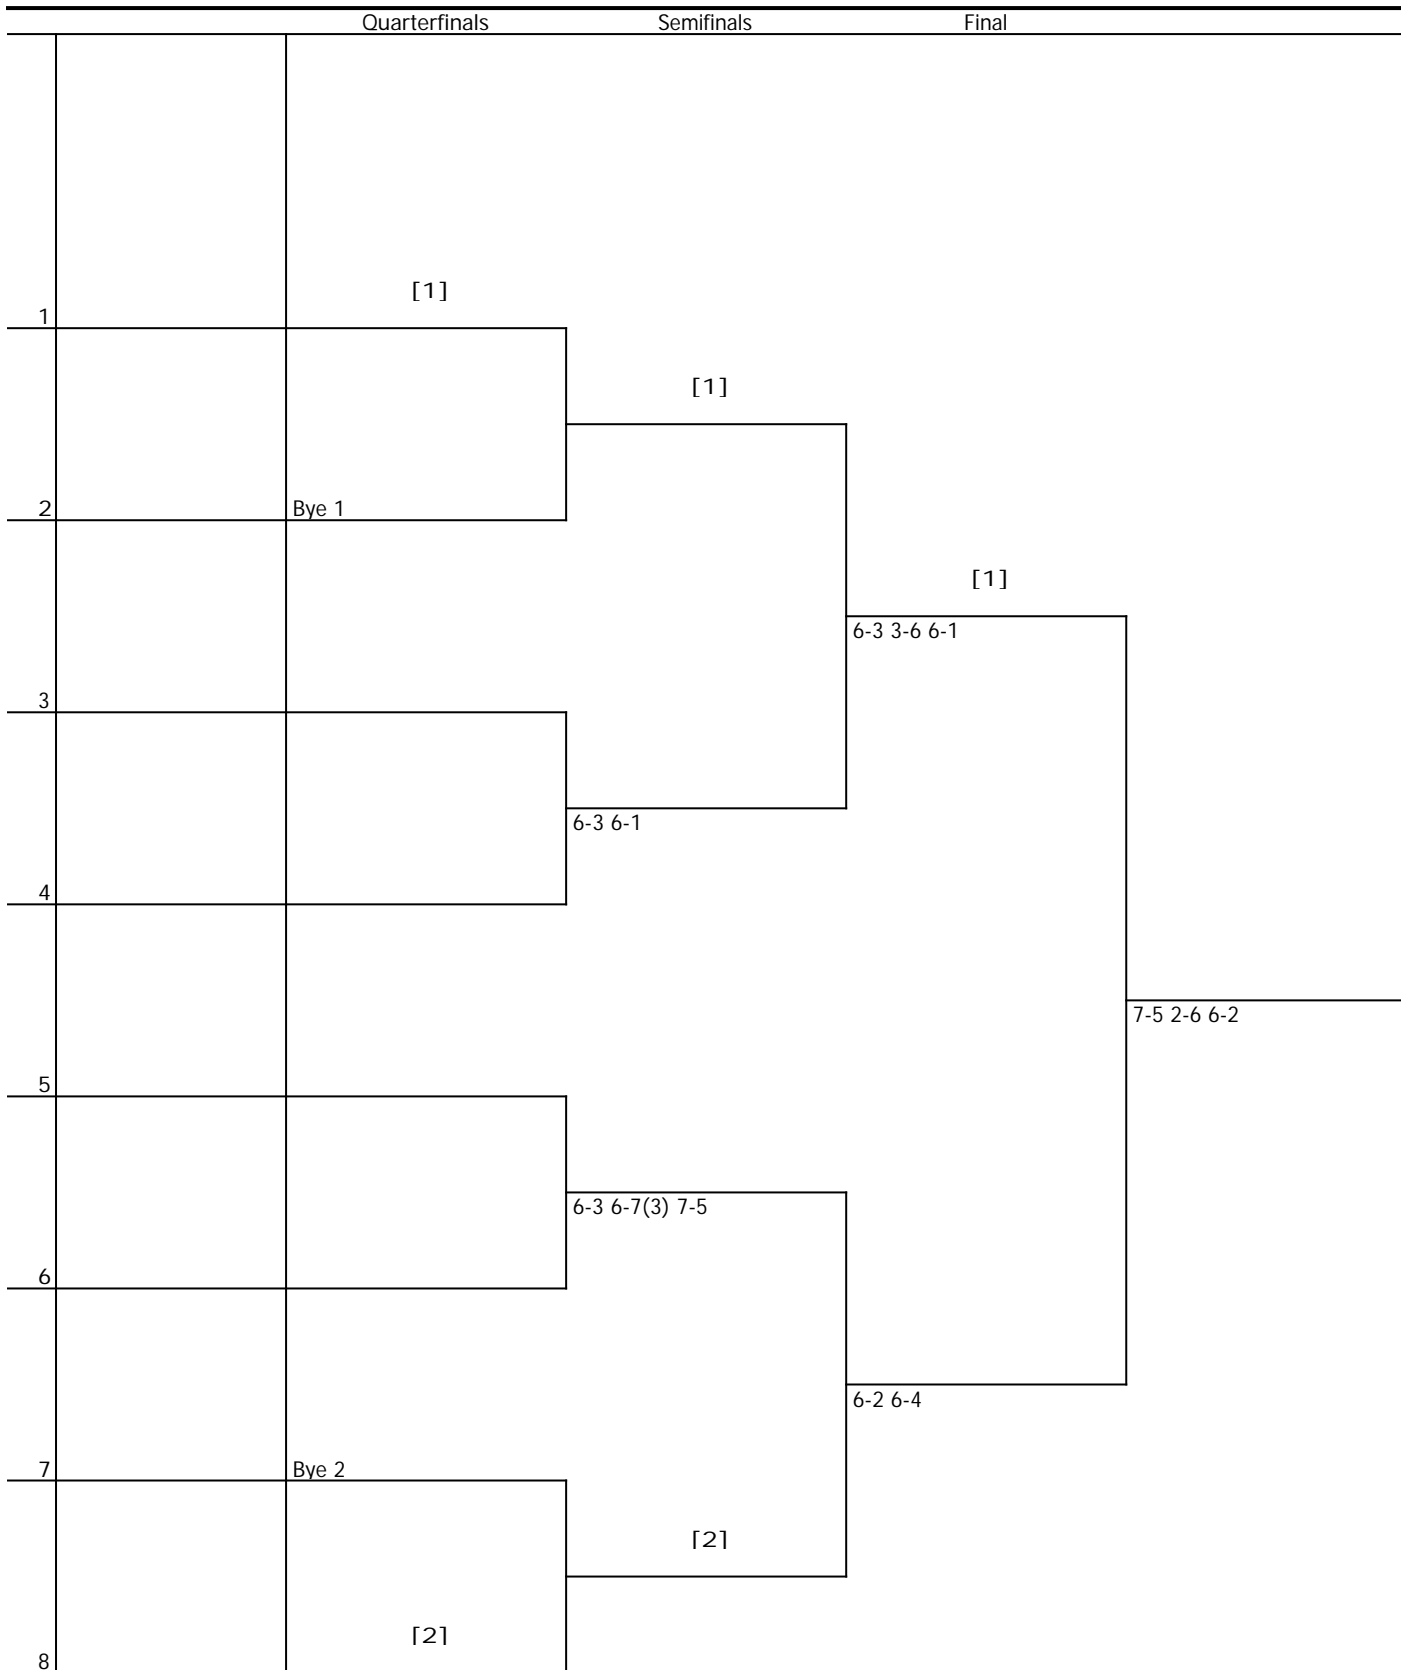 Quarterfinals Semifinals Final
[1]
1
[1]
2 Bye 1
[1]
6-3 3-6 6-1
3
6-3 6-1
4
7-5 2-6 6-2
5
6-3 6-7(3) 7-5
6
6-2 6-4
7 Bye 2
[2]
[2]
8